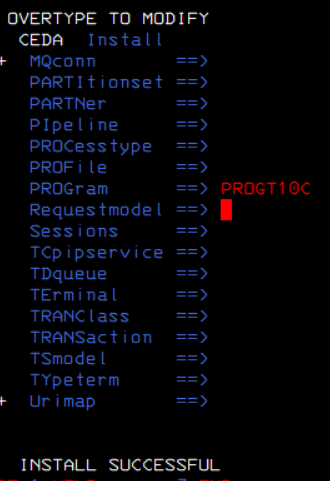 OVERTYPE TO MODIFY
CEDA Install
+ MQconn ==>
PARTItionset ==>
PARTNer ==>
PIpeline ==>
PROCesstype ==>
PROFile ==>
PROGram ==> PROGT10C
Requestmodel ==>
Sessions ==>
TCpipservice ==>
TDqueue ==>
TErminal ==>
TRANClass ==>
TRANSaction ==>
TSmodel ==>
TYpeterm ==>
+ Urimap ==>
INSTALL SUCCESSFUL